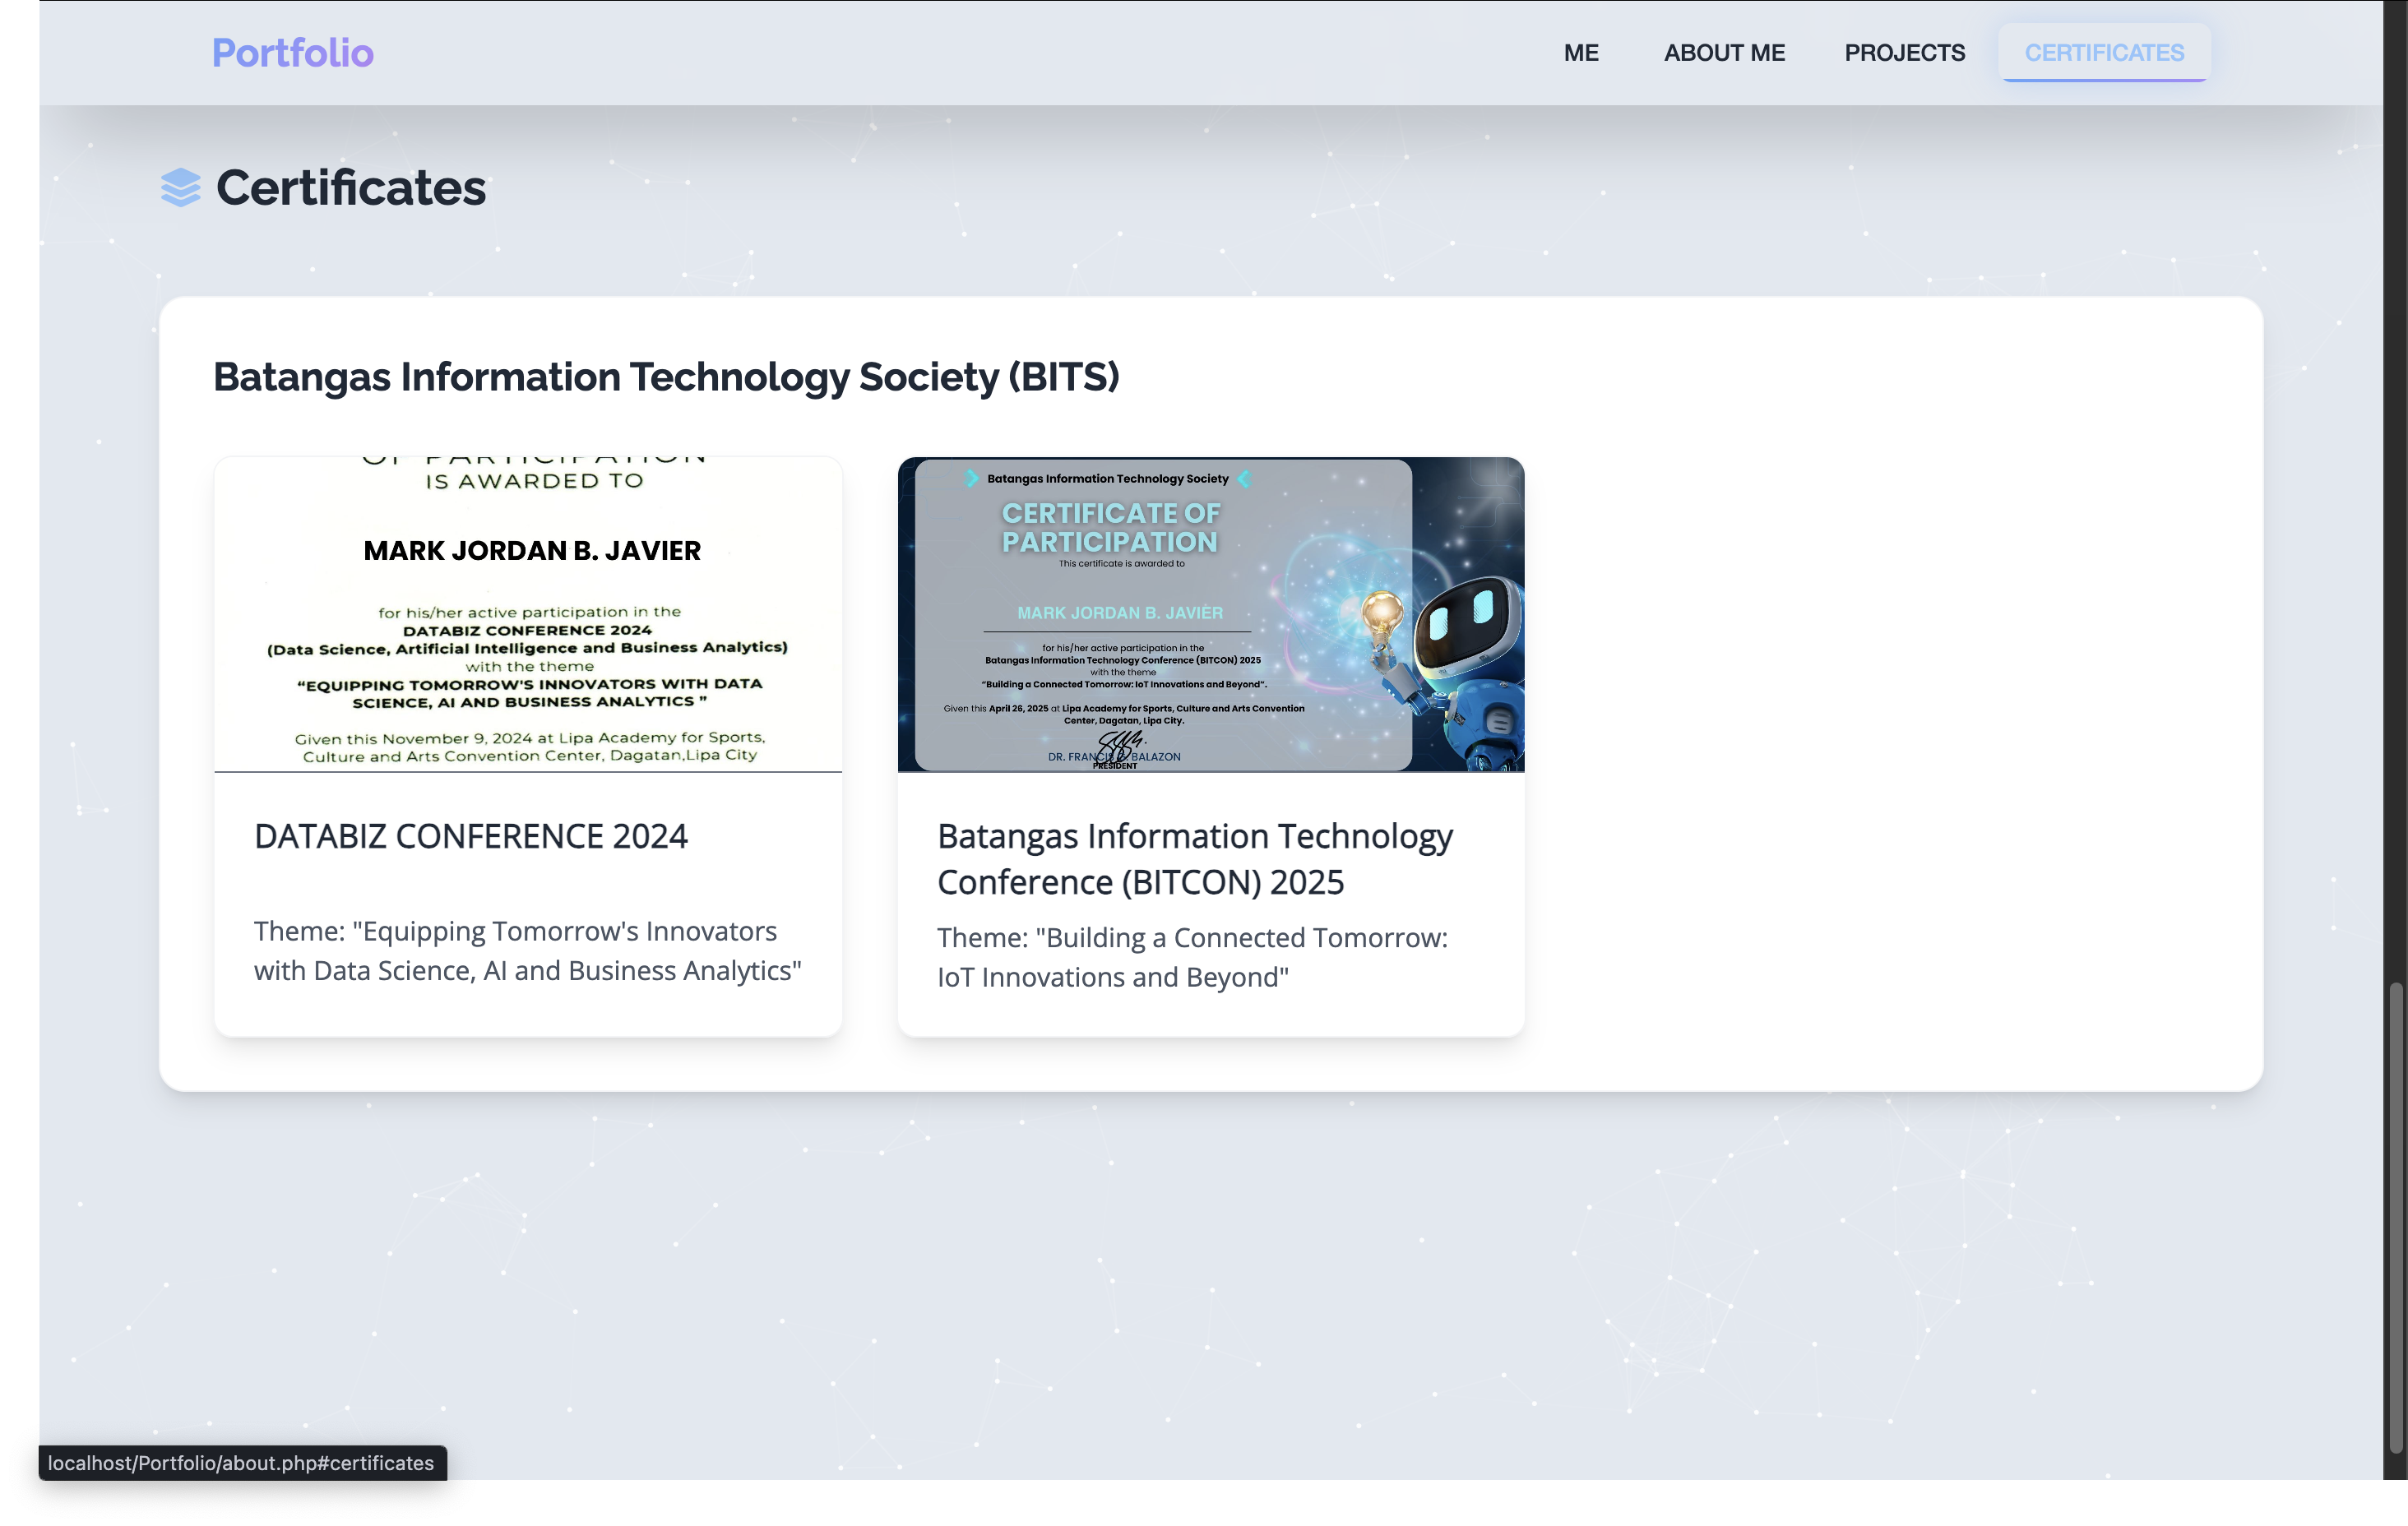 Portfolio
ME
ABOUT ME
PROJECTS
CERTIFICATES
Certificates
Batangas Information Technology Society (BITS)
OF PARTICIPATION
IS AWARDED TO
MARK JORDAN B. JAVIER
for his/her active participation in the
DATABIZ CONFERENCE 2024
(Data Science, Artificial Intelligence and Business Analytics)
with the theme
“EQUIPPING TOMORROW'S INNOVATORS WITH DATA
SCIENCE, AI AND BUSINESS ANALYTICS ”
Given this November 9, 2024 at Lipa Academy for Sports,
Culture and Arts Convention Center, Dagatan,Lipa City
DATABIZ CONFERENCE 2024
Theme: "Equipping Tomorrow's Innovators
with Data Science, AI and Business Analytics"
Batangas Information Technology Society
CERTIFICATE OF
PARTICIPATION
This certificate is awarded to
MARK JORDAN B. JAVIER
for his/her active participation in the
Batangas Information Technology Conference (BITCON) 2025
with the theme
“Building a Connected Tomorrow: IoT Innovations and Beyond”.
Given this April 26, 2025 at Lipa Academy for Sports, Culture and Arts Convention
Center, Dagatan, Lipa City.
DR. FRANCIS G. BALAZON
PRESIDENT
Batangas Information Technology
Conference (BITCON) 2025
Theme: "Building a Connected Tomorrow:
IoT Innovations and Beyond"
localhost/Portfolio/about.php#certificates